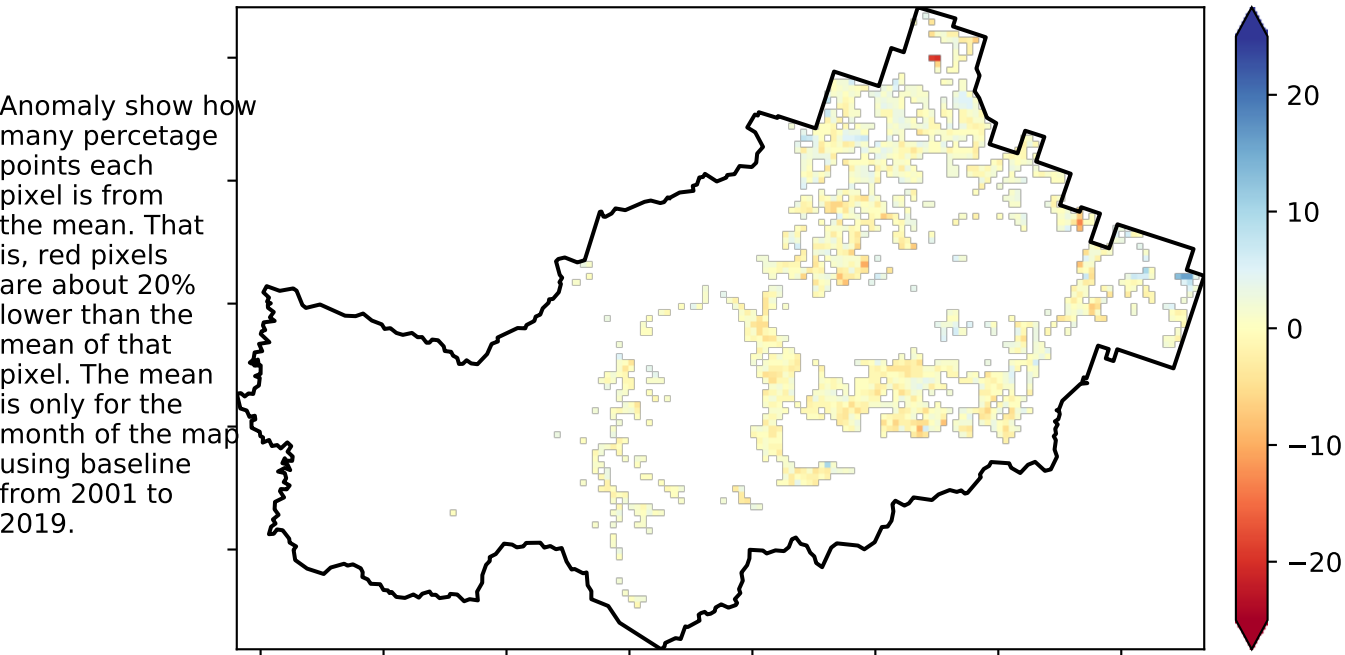 Anomaly show how
many percetage
points each
pixel is from
the mean. That
is, red pixels
are about 20%
lower than the
mean of that
pixel. The mean
is only for the
month of the map
using baseline
from 2001 to
2019.
20
10
0
−10
−20